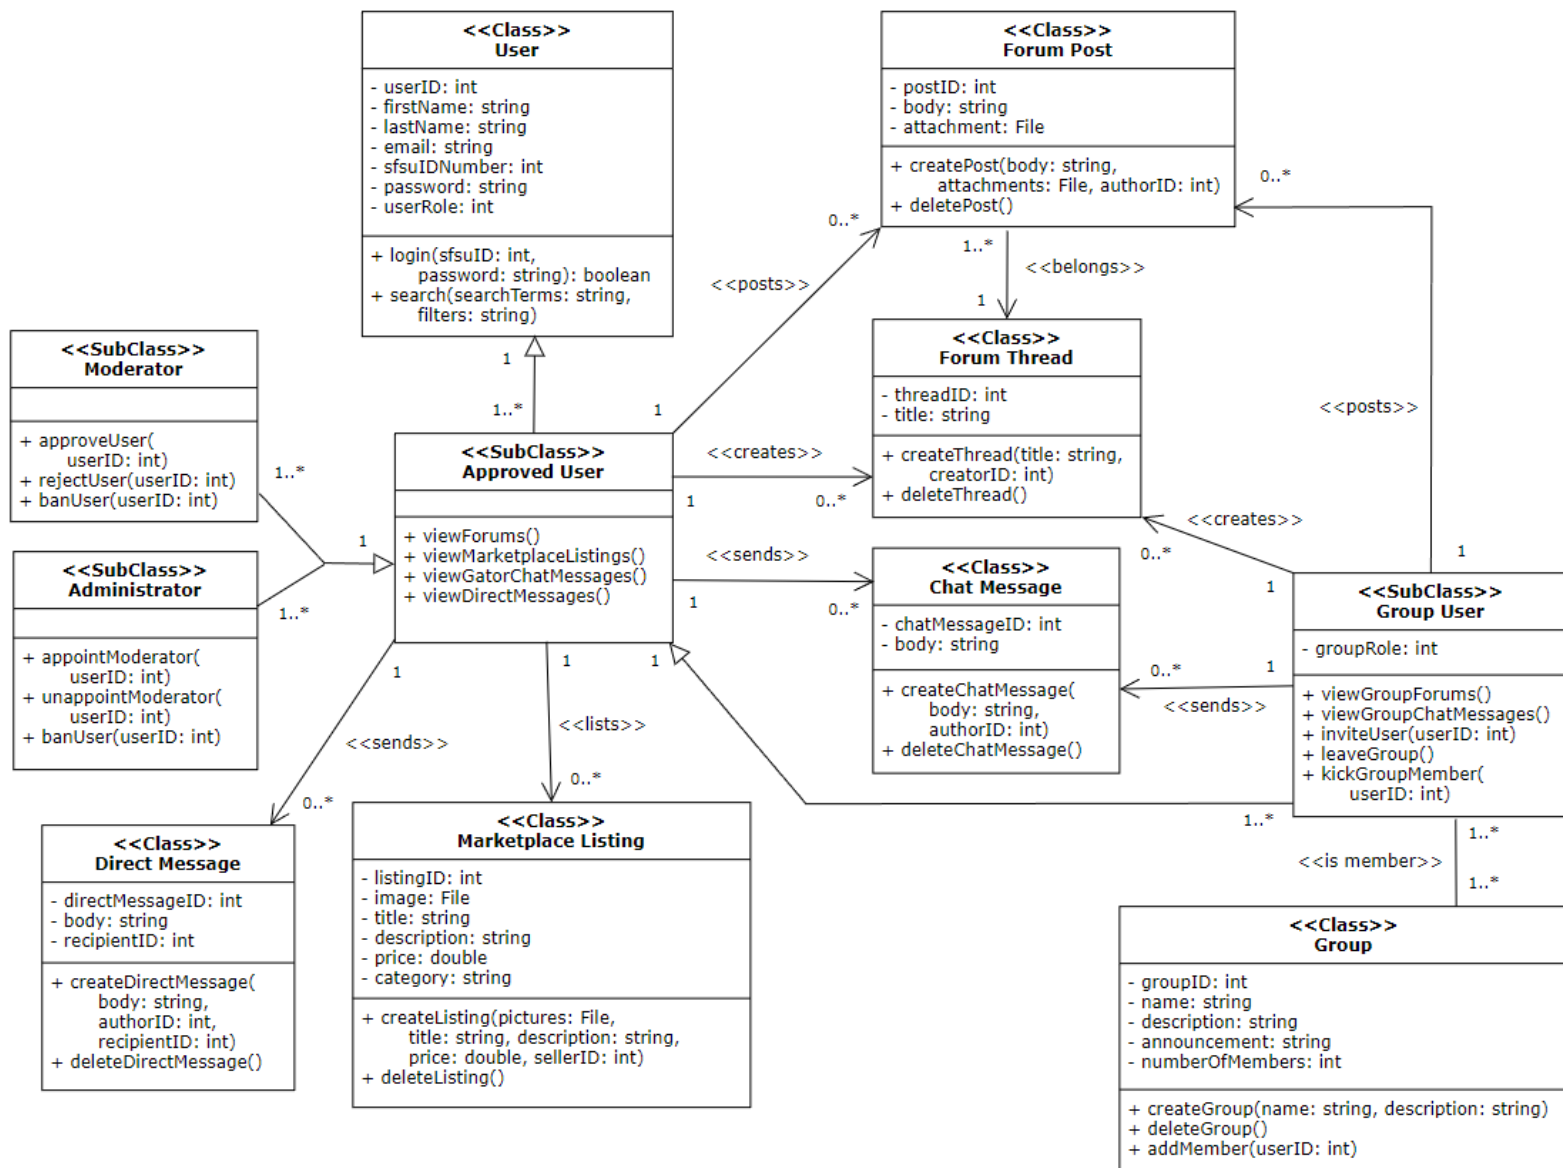 <<Class>>
User
- userID: int
- firstName: string
- lastName: string
- email: string
- sfsuIDNumber: int
- password: string
- userRole: int
+ login(sfsuID: int,
password: string): boolean
+ search(searchTerms: string,
filters: string)
<<Class>>
Forum Post
- postID: int
- body: string
- attachment: File
+ createPost(body: string,
attachments: File, authorID: int)
+ deletePost()
0..*
0..*
1..*
<<belongs>>
1
<<posts>>
1
1
1..*
<<SubClass>>
Moderator
+ approveUser(
userID: int)
+ rejectUser(userID: int)
+ banUser(userID: int)
1..*
<<SubClass>>
Administrator
+ appointModerator(
userID: int)
+ unappointModerator(
userID: int)
+ banUser(userID: int)
1..*
1
<<SubClass>>
Approved User
+ viewForums()
+ viewMarketplaceListings()
+ viewGatorChatMessages()
+ viewDirectMessages()
<<creates>>
1
0..*
<<sends>>
1
0..*
<<Class>>
Forum Thread
- threadID: int
- title: string
+ createThread(title: string,
creatorID: int)
+ deleteThread()
<<posts>>
1
<<creates>>
0..*
1
<<Class>>
Chat Message
- chatMessageID: int
- body: string
+ createChatMessage(
body: string,
authorID: int)
+ deleteChatMessage()
0..*
1
<<sends>>
<<SubClass>>
Group User
- groupRole: int
+ viewGroupForums()
+ viewGroupChatMessages()
+ inviteUser(userID: int)
+ leaveGroup()
+ kickGroupMember(
userID: int)
1
1..*
1
<<sends>>
0..*
1
<<lists>>
0..*
1..*
<<is member>>
1..*
<<Class>>
Direct Message
- directMessageID: int
- body: string
- recipientID: int
+ createDirectMessage(
body: string,
authorID: int,
recipientID: int)
+ deleteDirectMessage()
<<Class>>
Marketplace Listing
- listingID: int
- image: File
- title: string
- description: string
- price: double
- category: string
+ createListing(pictures: File,
title: string, description: string,
price: double, sellerID: int)
+ deleteListing()
<<Class>>
Group
- groupID: int
- name: string
- description: string
- announcement: string
- numberOfMembers: int
+ createGroup(name: string, description: string)
+ deleteGroup()
+ addMember(userID: int)